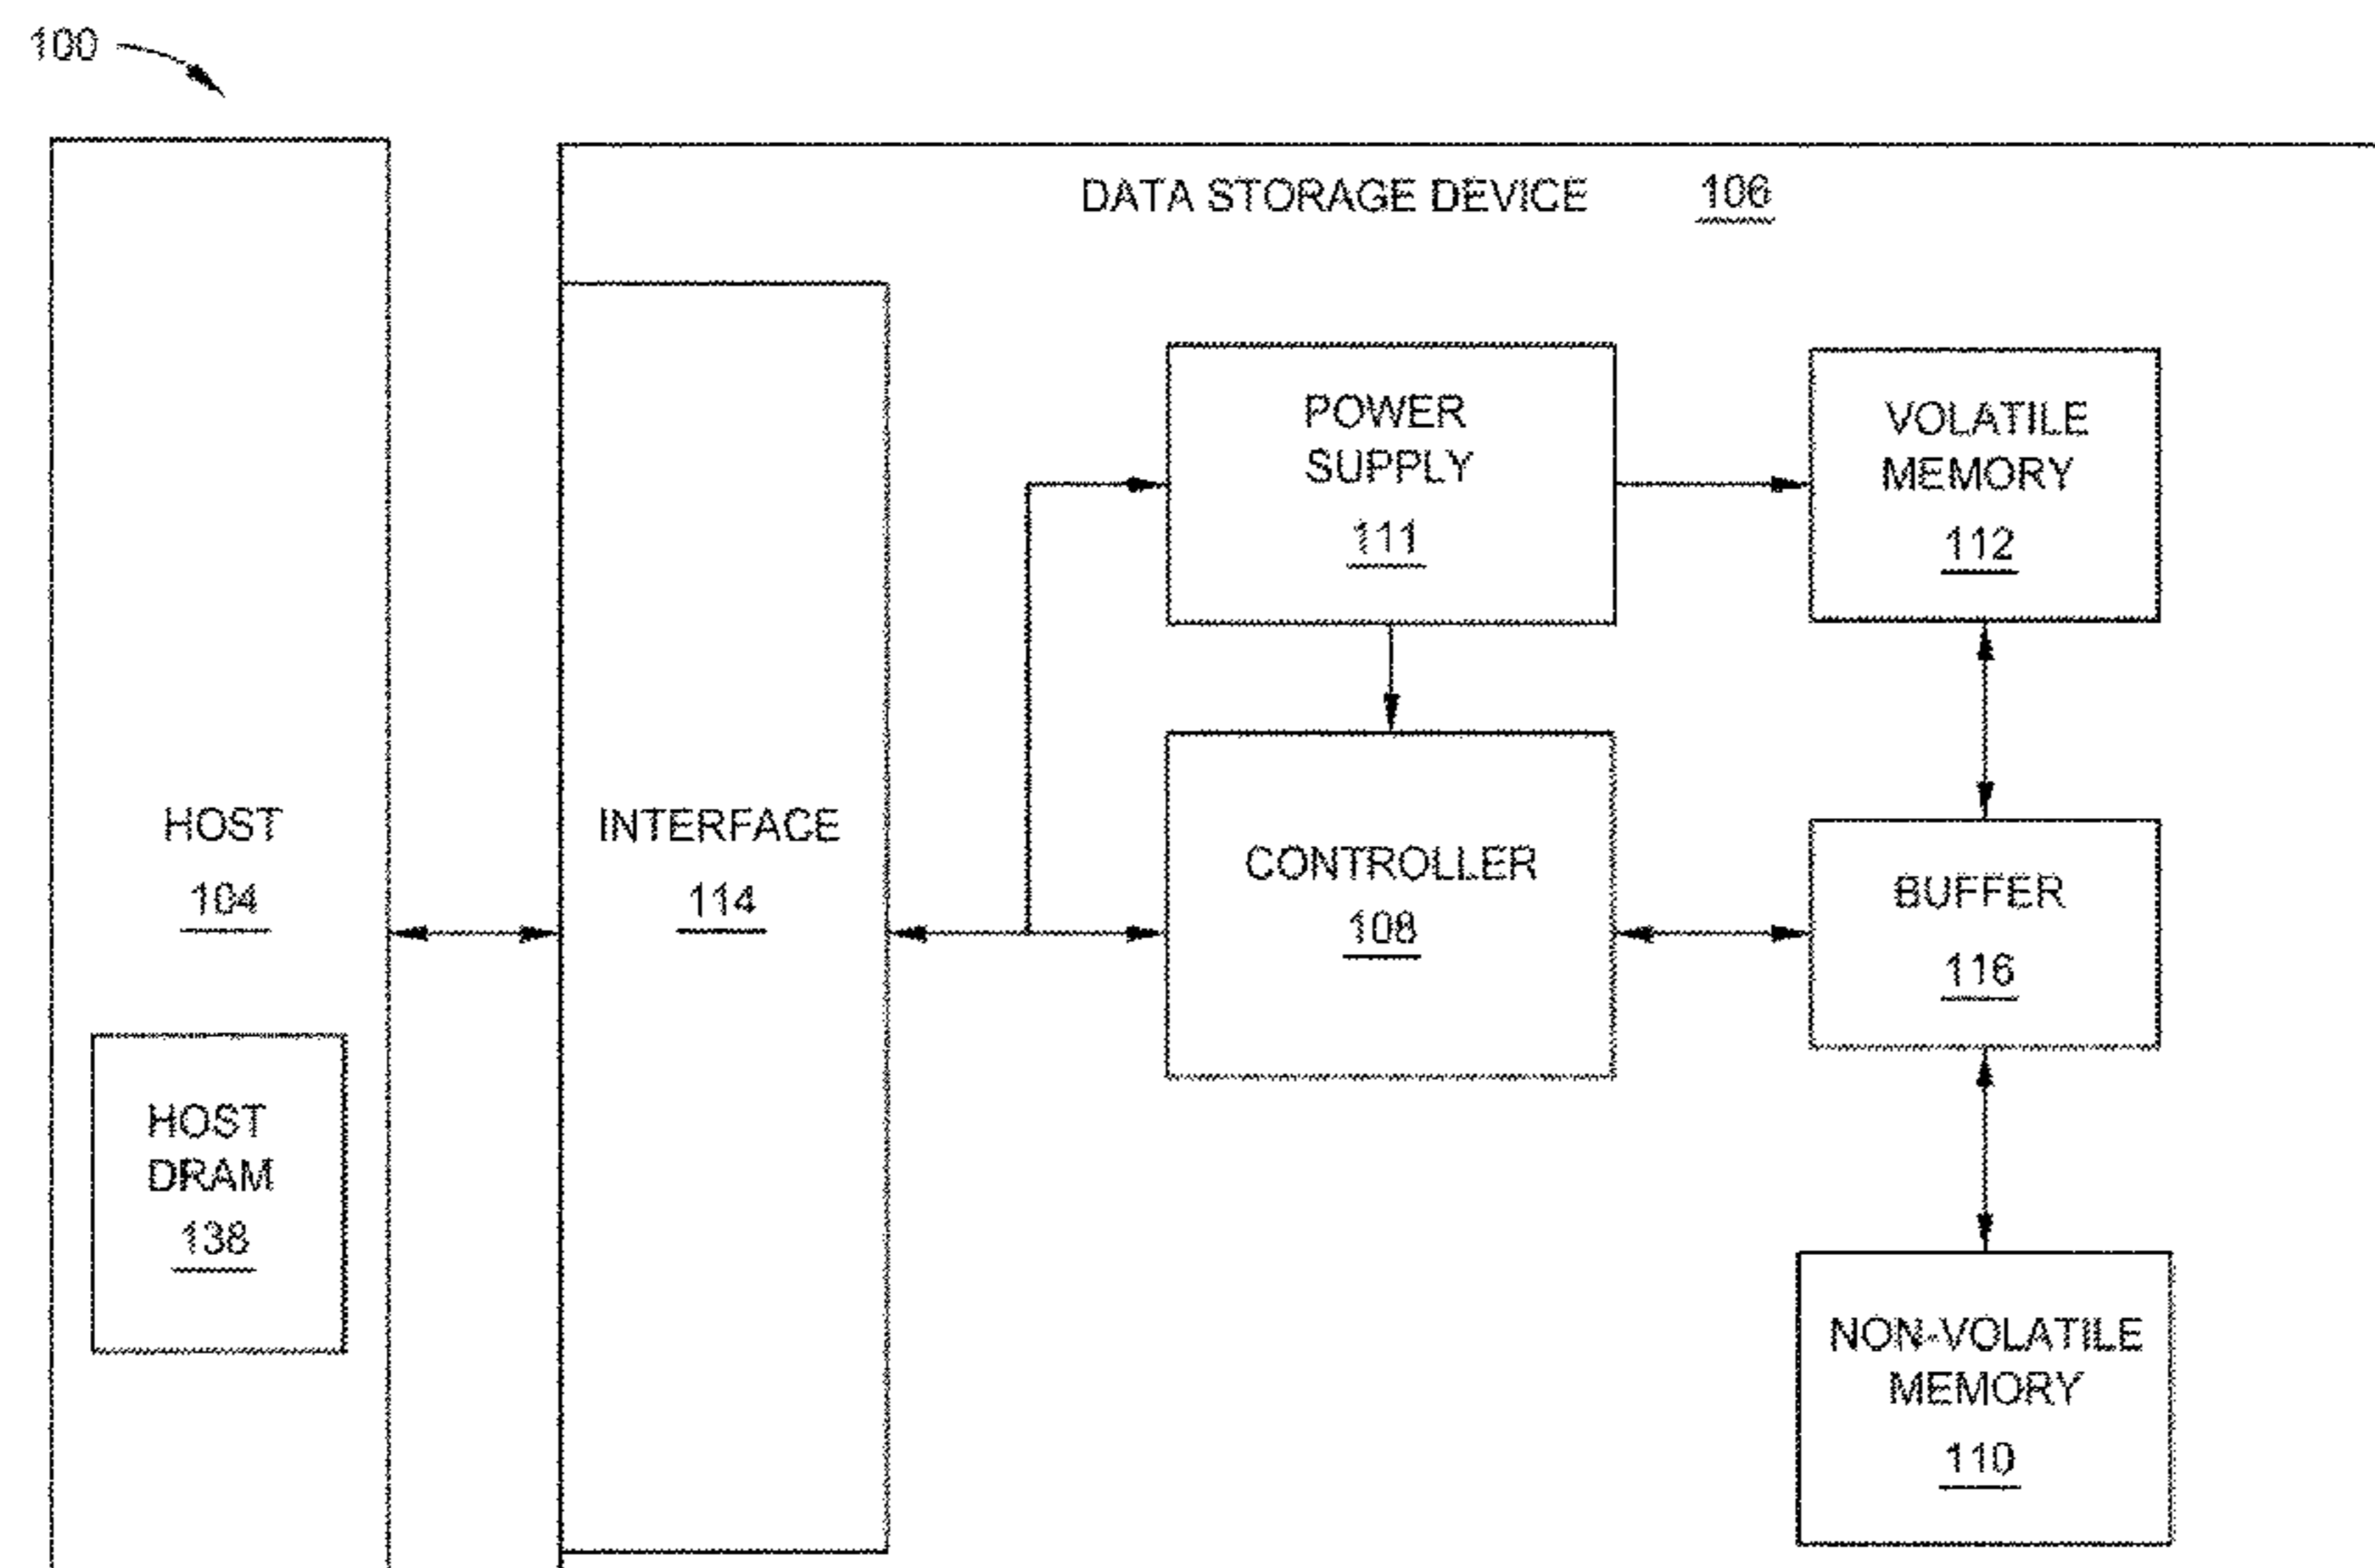 100
DATA STORAGE DEVICE 106
POWER
SUPPLY
111
VOLATILE
MEMORY
112
HOST
104
INTERFACE
114
CONTROLLER
108
BUFFER
116
HOST
DRAM
138
NON-VOLATILE
MEMORY
110